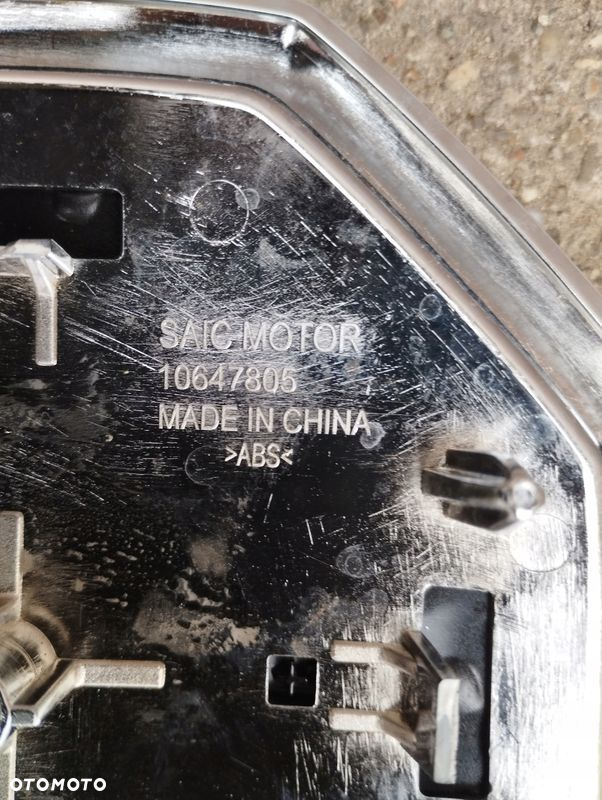 SAIC MOTOR
10647805
MADE IN CHINA
>ABS<
OTOMOTO